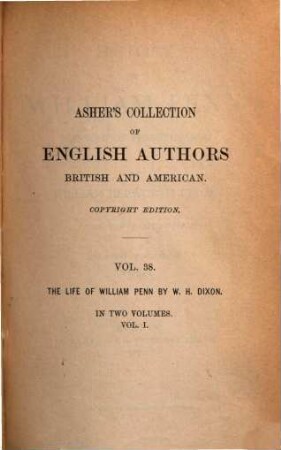 ASHER'S COLLECTION
OF
ENGLISH AUTHORS
BRITISH AND AMERICAN.
COPYRIGHT EDITION.
VOL. 38.
THE LIFE OF WILLIAM PENN BY W. H. DIXON.
IN TWO VOLUMES.
VOL. I.